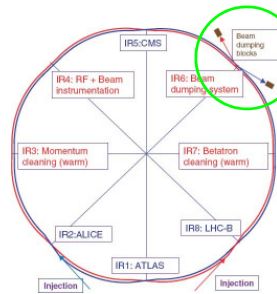 IR5:CMS
Beam
dumping
blocks
IR4: RF + Beam
instrumentation
IR6: Beam
dumping system
IR3: Momentum
cleaning (warm)
IR7: Betatron
cleaning (warm)
IR2:ALICE
IR8: LHC-B
IR1: ATLAS
Injection
Injection